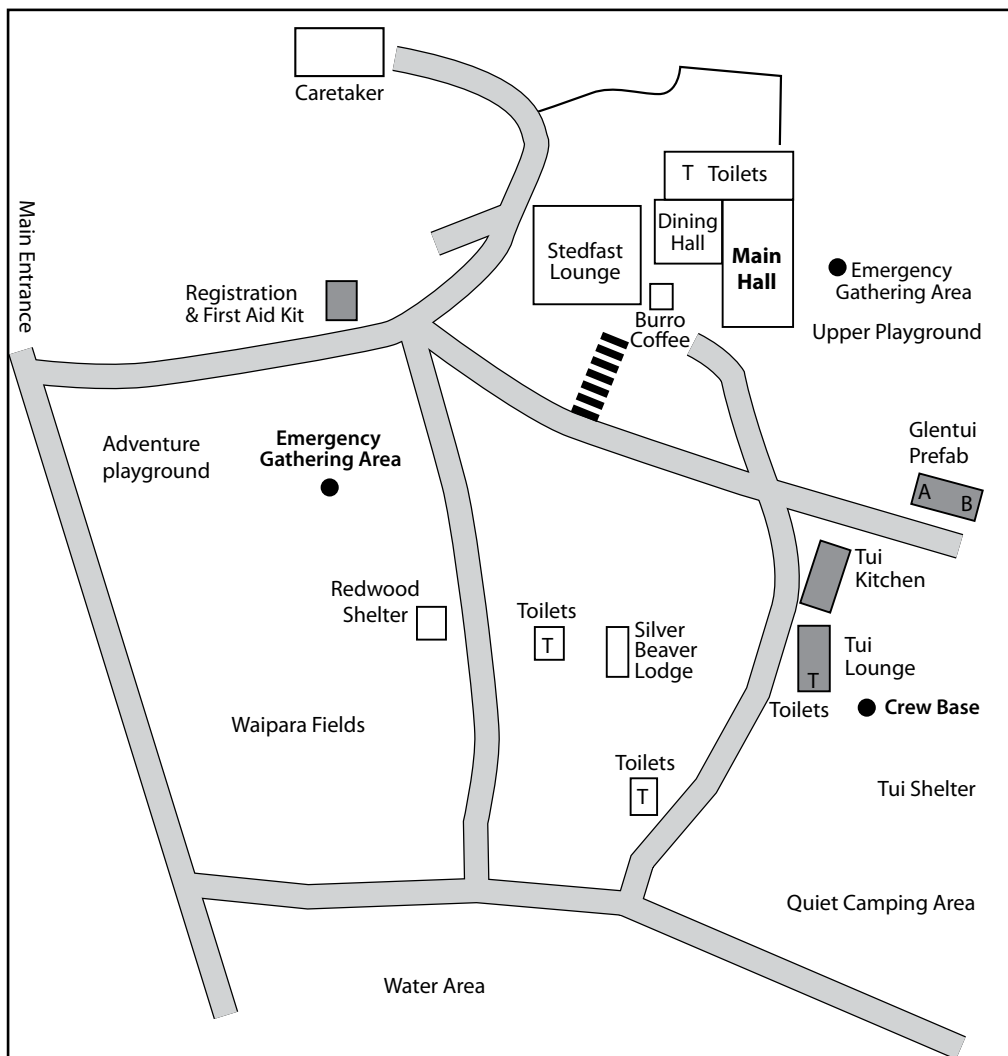 Caretaker
T Toilets
Dining
Hall
Main
Hall
Stedfast
Lounge
Main Entrance
Emergency
Gathering Area
Registration
& First Aid Kit
Burro
Coffee
Upper Playground
Adventure
playground
Emergency
Gathering Area
Glentui
Prefab
A B
Tui
Kitchen
Redwood
Shelter
Toilets
T
Silver
Beaver
Lodge
Tui
Lounge
T
Toilets
Crew Base
Waipara Fields
Toilets
T
Tui Shelter
Quiet Camping Area
Water Area